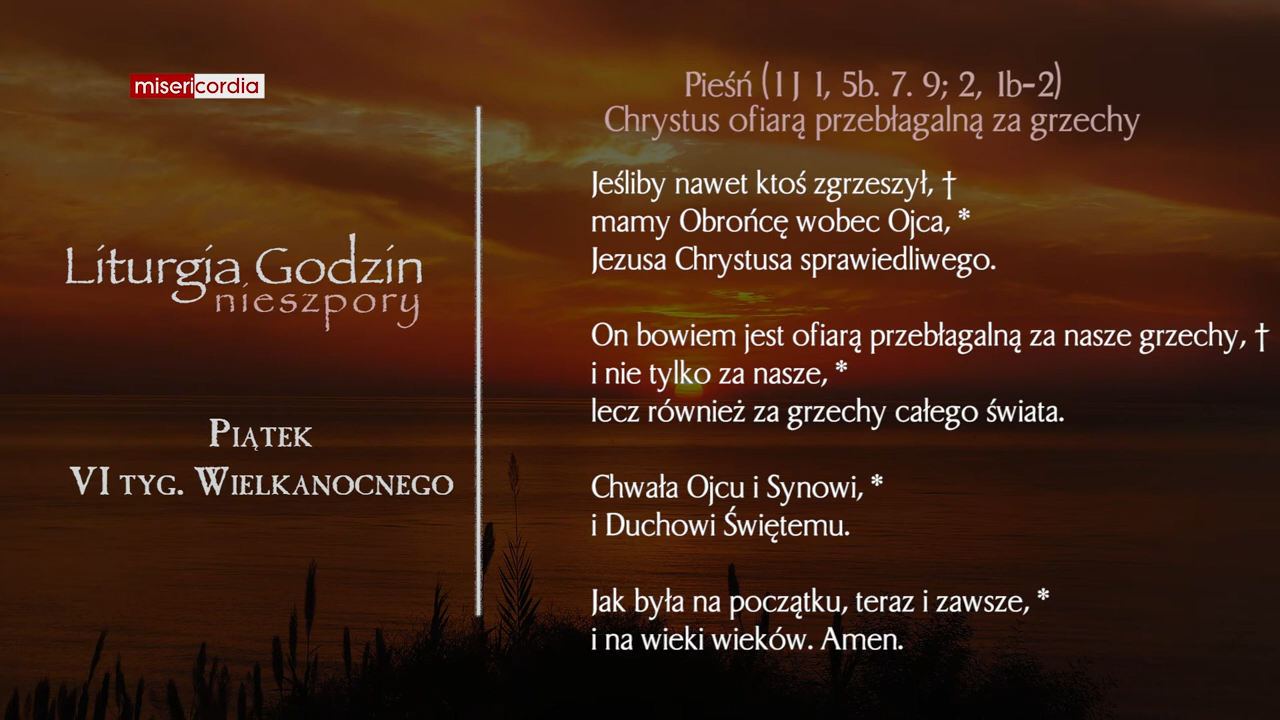 misericordia
Liturgia Godzin
nieszpory
Piątek
VI tyg. Wielkanocnego
Pieśń (1 J 1, 5b. 7. 9; 2, 1b-2)
Chrystus ofiarą przebłagalną za grzechy
Jeśliby nawet ktoś zgrzeszył, †
mamy Obrońcę wobec Ojca, *
Jezusa Chrystusa sprawiedliwego.
On bowiem jest ofiarą przebłagalną za nasze grzechy, †
i nie tylko za nasze, *
lecz również za grzechy całego świata.
Chwała Ojcu i Synowi, *
i Duchowi Świętemu.
Jak była na początku, teraz i zawsze, *
i na wieki wieków. Amen.